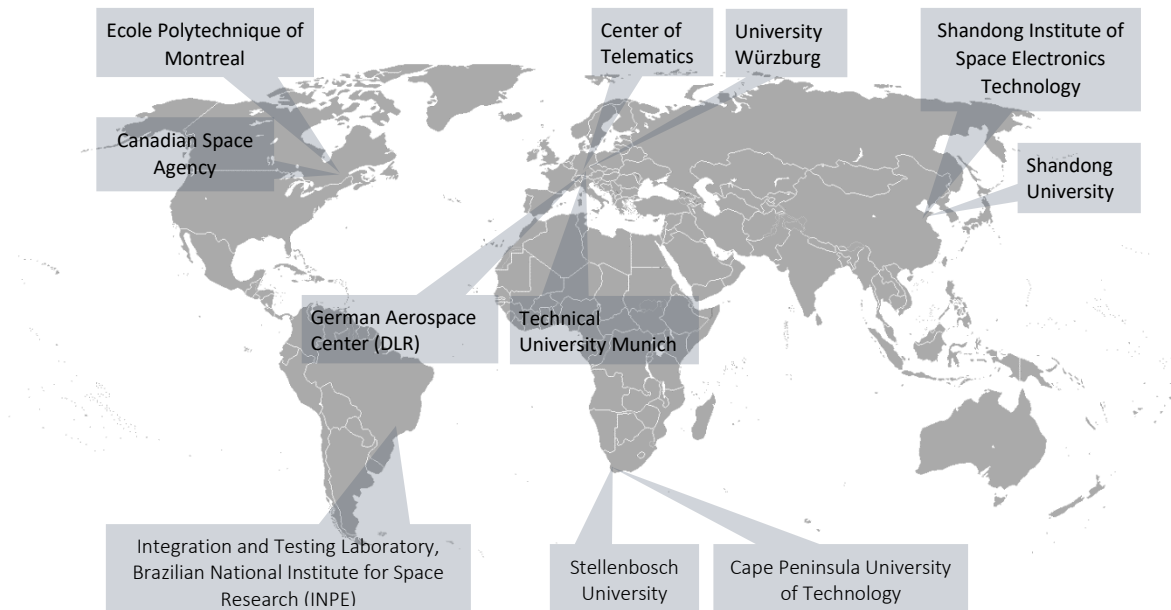 Ecole Polytechnique of
Montreal
Center of
Telematics
University
Würzburg
Shandong Institute of
Space Electronics
Technology
Canadian Space
Agency
Shandong
University
German Aerospace
Center (DLR)
Technical
University Munich
Integration and Testing Laboratory,
Brazilian National Institute for Space
Research (INPE)
Stellenbosch
University
Cape Peninsula University
of Technology